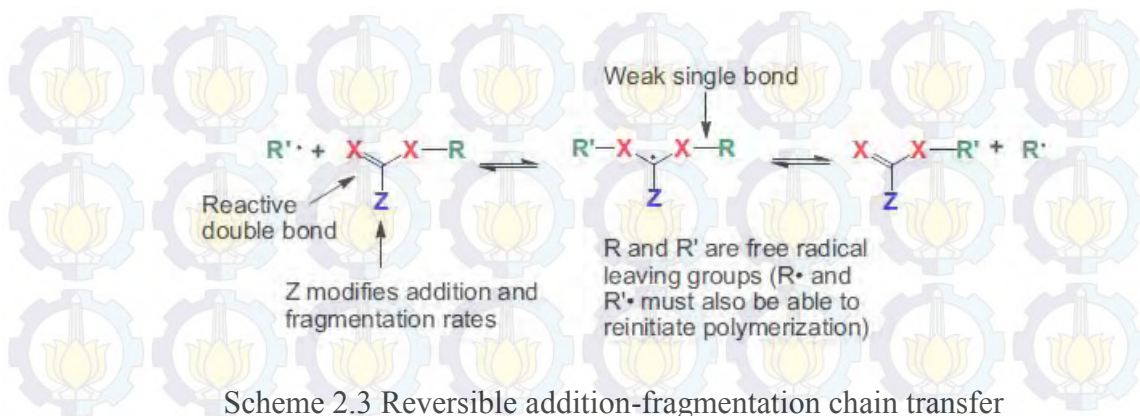 Weak single bond
R'• + X X—R R'—X • X—R X X—R' + R•
Z Z Z
Reactive
double bond
Z modifies addition and
fragmentation rates
R and R' are free radical
leaving groups (R• and
R'• must also be able to
reinitiate polymerization)
Scheme 2.3 Reversible addition-fragmentation chain transfer